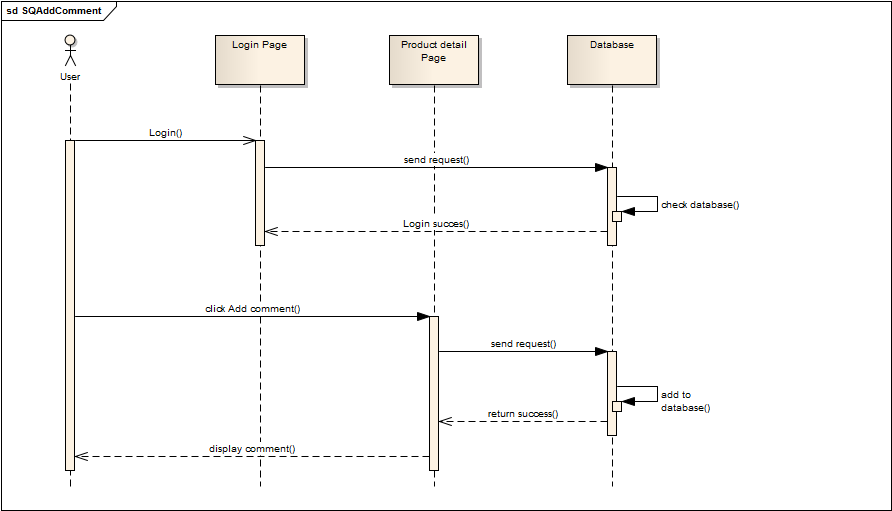 sd SQAddComment
User
Login Page
Product detail
Page
Database
Login()
send request()
check database()
Login succes()
click Add comment()
send request()
add to
database()
return success()
display comment()